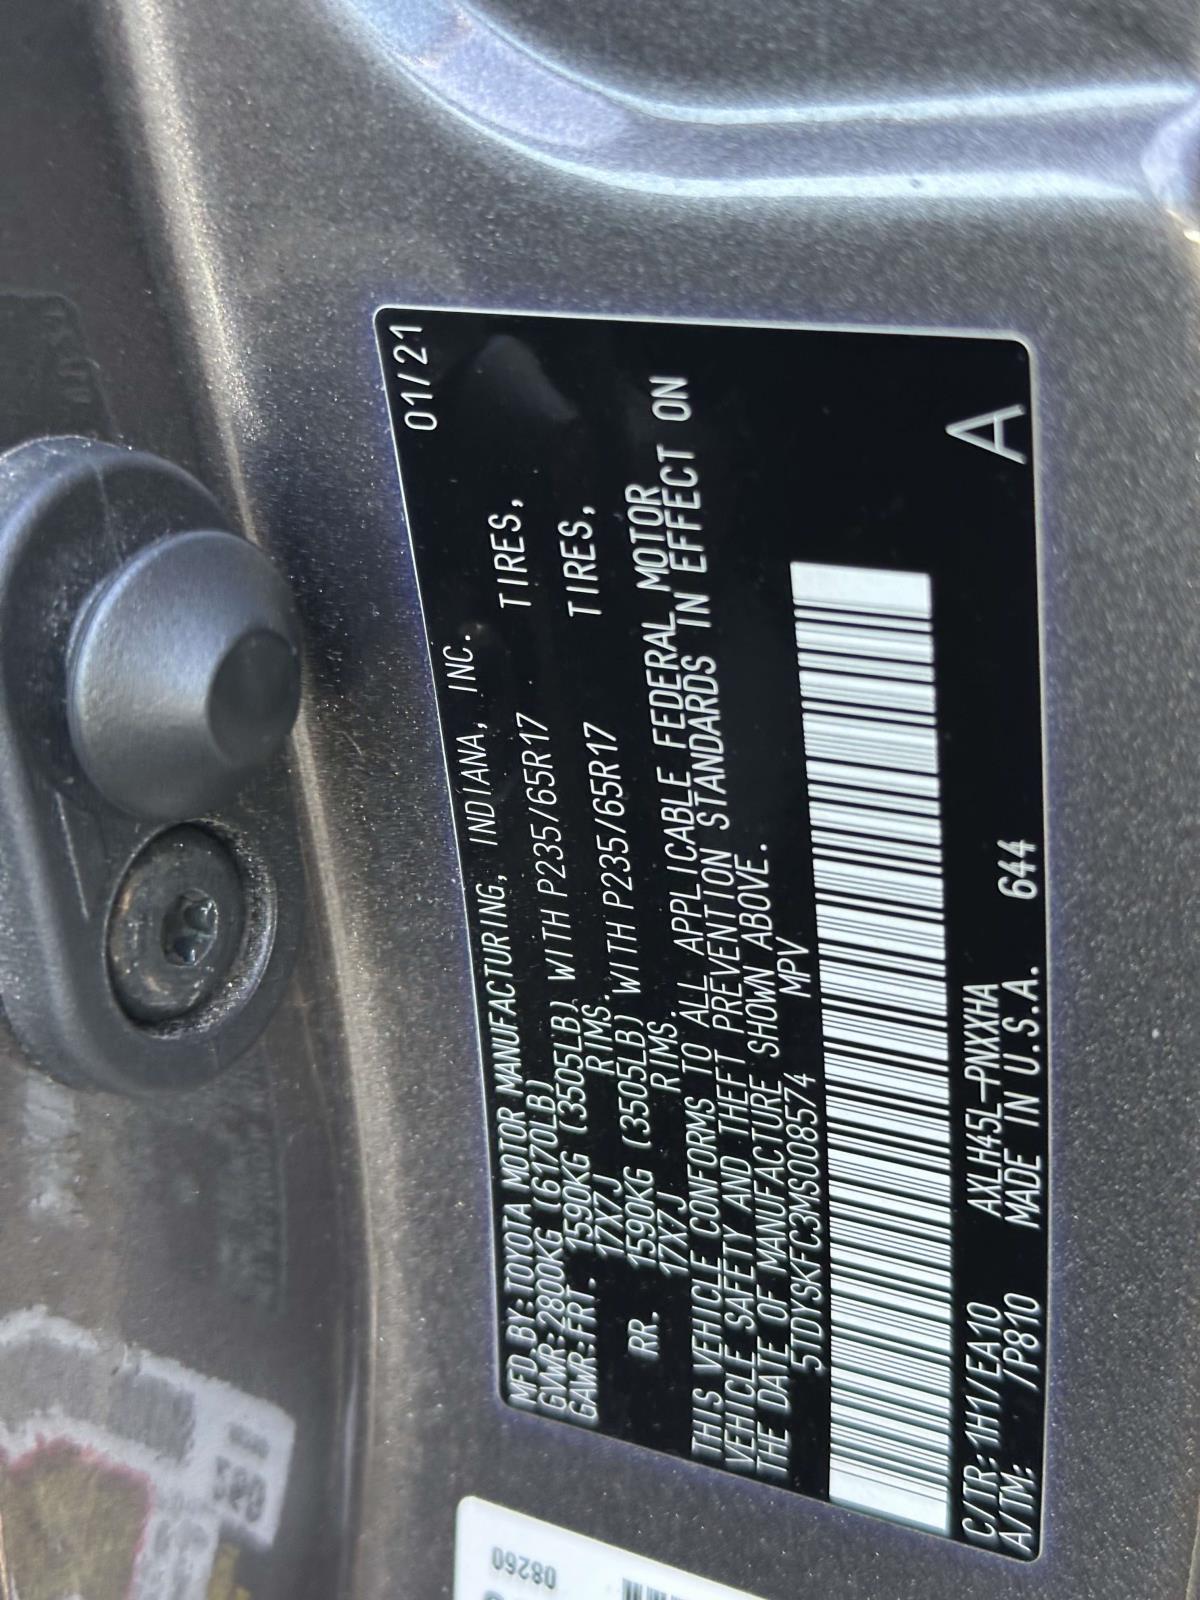 MFD.BY:TOYOTA MOTOR MANUFACTURING, INDIANA, INC. 01/21
GVWR:2800KG (6170LB)
GAWR:FRT. 1590KG (3505LB) WITH P235/65R17 TIRES,
17X7J RIMS.
RR. 1590KG (3505LB) WITH P235/65R17 TIRES,
17X7J RIMS.
THIS VEHICLE CONFORMS TO ALL APPLICABLE FEDERAL MOTOR
VEHICLE SAFETY AND THEFT PREVENTION STANDARDS IN EFFECT ON
THE DATE OF MANUFACTURE SHOWN ABOVE.
5TDYSKFC3MS008574 MPV
C/TR:1H1/EA10 AXLH45L-PNXXHA A
A/TM: /P810 MADE IN U.S.A. 644
08260